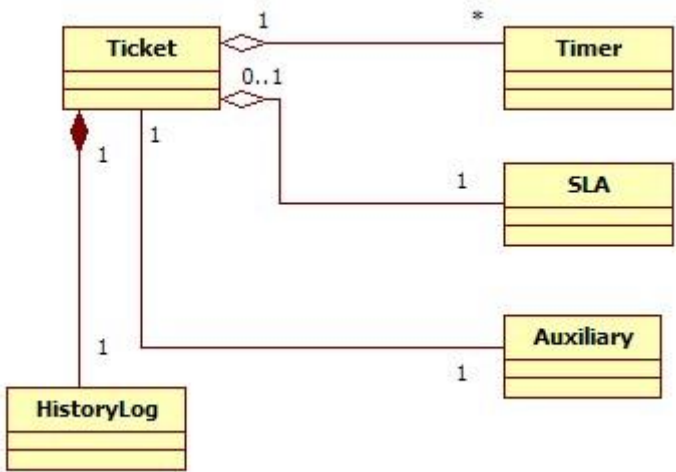 1 *
Ticket Timer
0..1
1
1
1 SLA
1 Auxiliary
1
HistoryLog